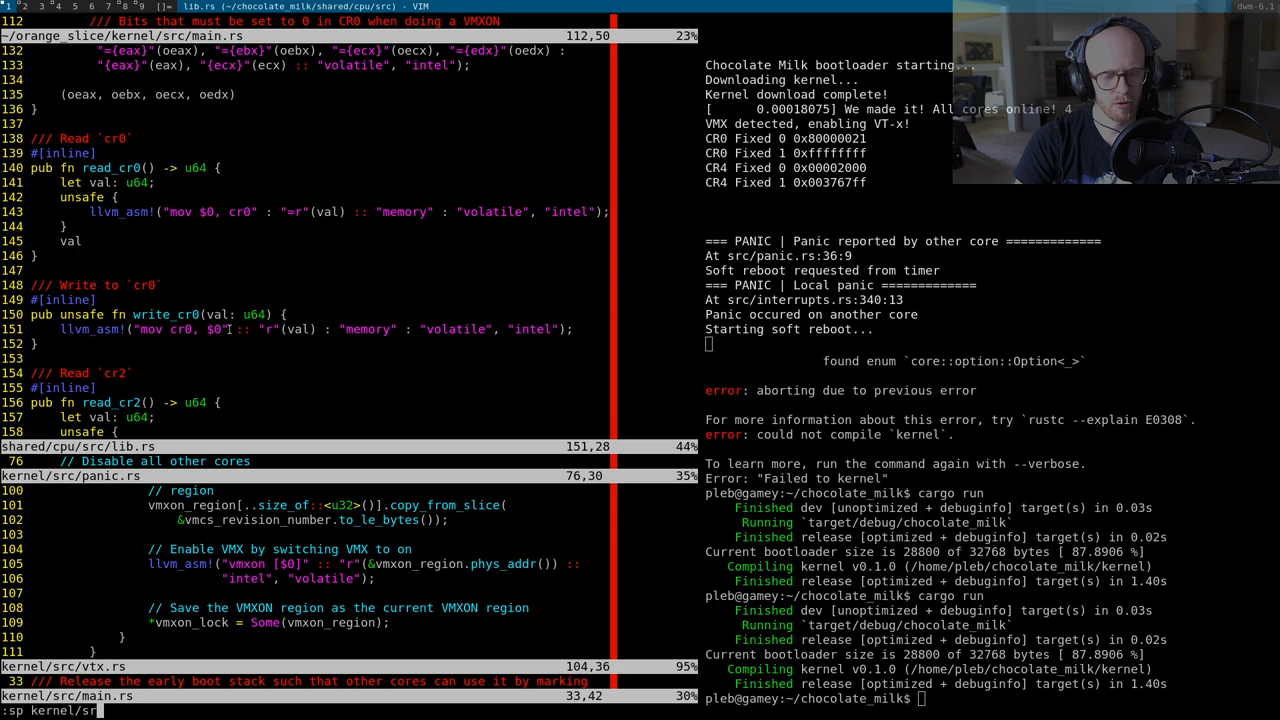 1 2 3 4 5 6 7 8 9 []= lib.rs (~/chocolate_milk/shared/cpu/src) - VIM
dwm-6.1
112         /// Bits that must be set to 0 in CR0 when doing a VMXON
~/orange_slice/kernel/src/main.rs 112,50 23%
132          "={eax}"(oeax), "={ebx}"(oebx), "={ecx}"(oecx), "={edx}"(oedx) :
133          "{eax}"(eax), "{ecx}"(ecx) :: "volatile", "intel");
134
135     (oeax, oebx, oecx, oedx)
136 }
137
138 /// Read `cr0`
139 #[inline]
140 pub fn read_cr0() -> u64 {
141     let val: u64;
142     unsafe {
143         llvm_asm!("mov $0, cr0" : "=r"(val) :: "memory" : "volatile", "intel");
144     }
145     val
146 }
147
148 /// Write to `cr0`
149 #[inline]
150 pub unsafe fn write_cr0(val: u64) {
151     llvm_asm!("mov cr0, $0" :: "r"(val) : "memory" : "volatile", "intel");
152 }
153
154 /// Read `cr2`
155 #[inline]
156 pub fn read_cr2() -> u64 {
157     let val: u64;
158     unsafe {
shared/cpu/src/lib.rs 151,28 44%
76     // Disable all other cores
kernel/src/panic.rs 76,30 35%
100                 // region
101                 vmxon_region[..size_of::<u32>()].copy_from_slice(
102                     &vmcs_revision_number.to_le_bytes());
103
104                 // Enable VMX by switching VMX to on
105                 llvm_asm!("vmxon [$0]" :: "r"(&vmxon_region.phys_addr()) ::
106                           "intel", "volatile");
107
108                 // Save the VMXON region as the current VMXON region
109                 *vmxon_lock = Some(vmxon_region);
110             }
111         }
kernel/src/vtx.rs 104,36 95%
33 /// Release the early boot stack such that other cores can use it by marking
kernel/src/main.rs 33,42 30%
:sp kernel/sr
Chocolate Milk bootloader starting...
Downloading kernel...
Kernel download complete!
[     0.00018075] We made it! All cores online! 4
VMX detected, enabling VT-x!
CR0 Fixed 0 0x80000021
CR0 Fixed 1 0xffffffff
CR4 Fixed 0 0x00002000
CR4 Fixed 1 0x003767ff
=== PANIC | Panic reported by other core =============
At src/panic.rs:36:9
Soft reboot requested from timer
=== PANIC | Local panic =============
At src/interrupts.rs:340:13
Panic occured on another core
Starting soft reboot...
found enum `core::option::Option<_>`
error: aborting due to previous error
For more information about this error, try `rustc --explain E0308`.
error: could not compile `kernel`.
To learn more, run the command again with --verbose.
Error: "Failed to kernel"
pleb@gamey:~/chocolate_milk$ cargo run
Finished dev [unoptimized + debuginfo] target(s) in 0.03s
Running `target/debug/chocolate_milk`
Finished release [optimized + debuginfo] target(s) in 0.02s
Current bootloader size is 28800 of 32768 bytes [ 87.8906 %]
Compiling kernel v0.1.0 (/home/pleb/chocolate_milk/kernel)
Finished release [optimized + debuginfo] target(s) in 1.40s
pleb@gamey:~/chocolate_milk$ cargo run
Finished dev [unoptimized + debuginfo] target(s) in 0.03s
Running `target/debug/chocolate_milk`
Finished release [optimized + debuginfo] target(s) in 0.02s
Current bootloader size is 28800 of 32768 bytes [ 87.8906 %]
Compiling kernel v0.1.0 (/home/pleb/chocolate_milk/kernel)
Finished release [optimized + debuginfo] target(s) in 1.40s
pleb@gamey:~/chocolate_milk$